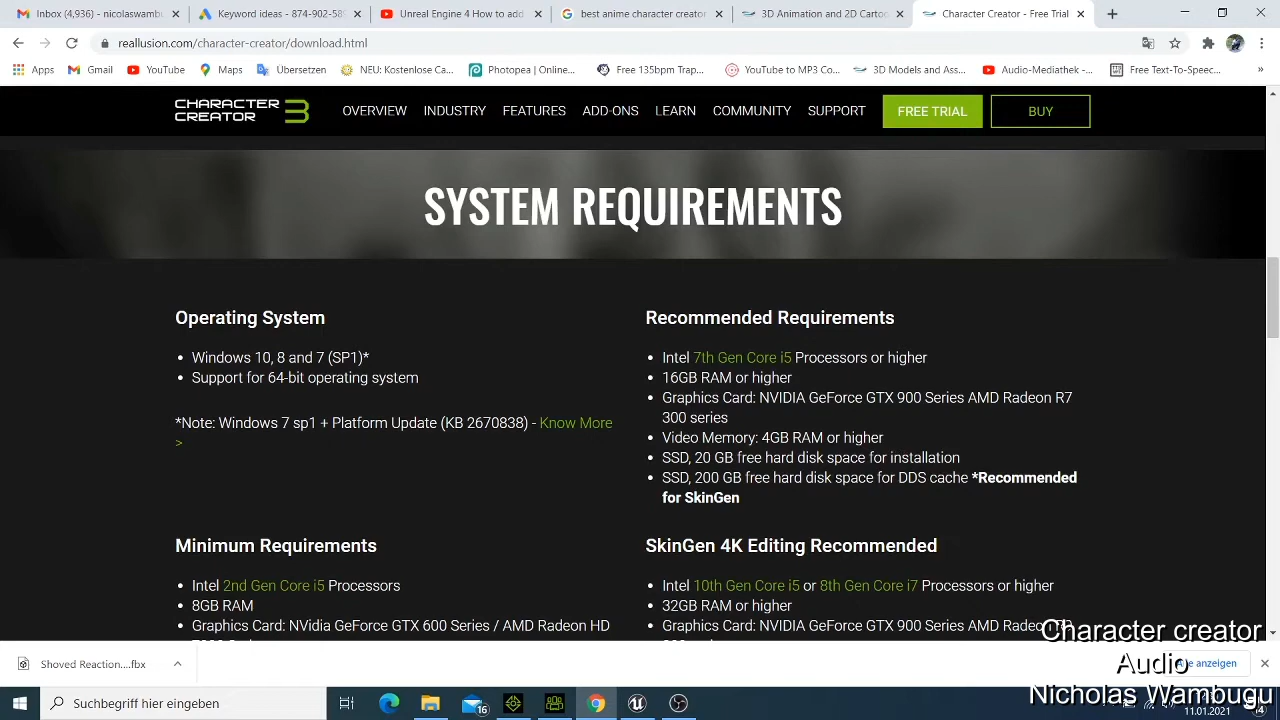 Inbox (4,936) - nicolaswambu
Keyword ideas - 874-902-58
Unreal Engine 4 How to add
best anime character creator
3D Animation and 2D Cartoo
Character Creator - Free Trial
reallusion.com/character-creator/download.html
Apps
Gmail
YouTube
Maps
Übersetzen
NEU: Kostenlose Ca...
Photopea | Online...
Free 135bpm Trap...
YouTube to MP3 Co...
3D Models and Ass...
Audio-Mediathek -...
Free Text-To-Speec...
CHARACTER
CREATOR 3
OVERVIEW
INDUSTRY
FEATURES
ADD-ONS
LEARN
COMMUNITY
SUPPORT
FREE TRIAL
BUY
SYSTEM REQUIREMENTS
Operating System
• Windows 10, 8 and 7 (SP1)*
• Support for 64-bit operating system
*Note: Windows 7 sp1 + Platform Update (KB 2670838) - Know More
>
Recommended Requirements
• Intel 7th Gen Core i5 Processors or higher
• 16GB RAM or higher
• Graphics Card: NVIDIA GeForce GTX 900 Series AMD Radeon R7
300 series
• Video Memory: 4GB RAM or higher
• SSD, 20 GB free hard disk space for installation
• SSD, 200 GB free hard disk space for DDS cache *Recommended
for SkinGen
Minimum Requirements
• Intel 2nd Gen Core i5 Processors
• 8GB RAM
• Graphics Card: NVidia GeForce GTX 600 Series / AMD Radeon HD
SkinGen 4K Editing Recommended
• Intel 10th Gen Core i5 or 8th Gen Core i7 Processors or higher
• 32GB RAM or higher
• Graphics Card: NVIDIA GeForce GTX 900 Series AMD Radeon
Character creator
Audio
Nicholas Wambugu
Shoved Reaction....fbx
Alle anzeigen
Suchbegriff hier eingeben
16
11.01.2021